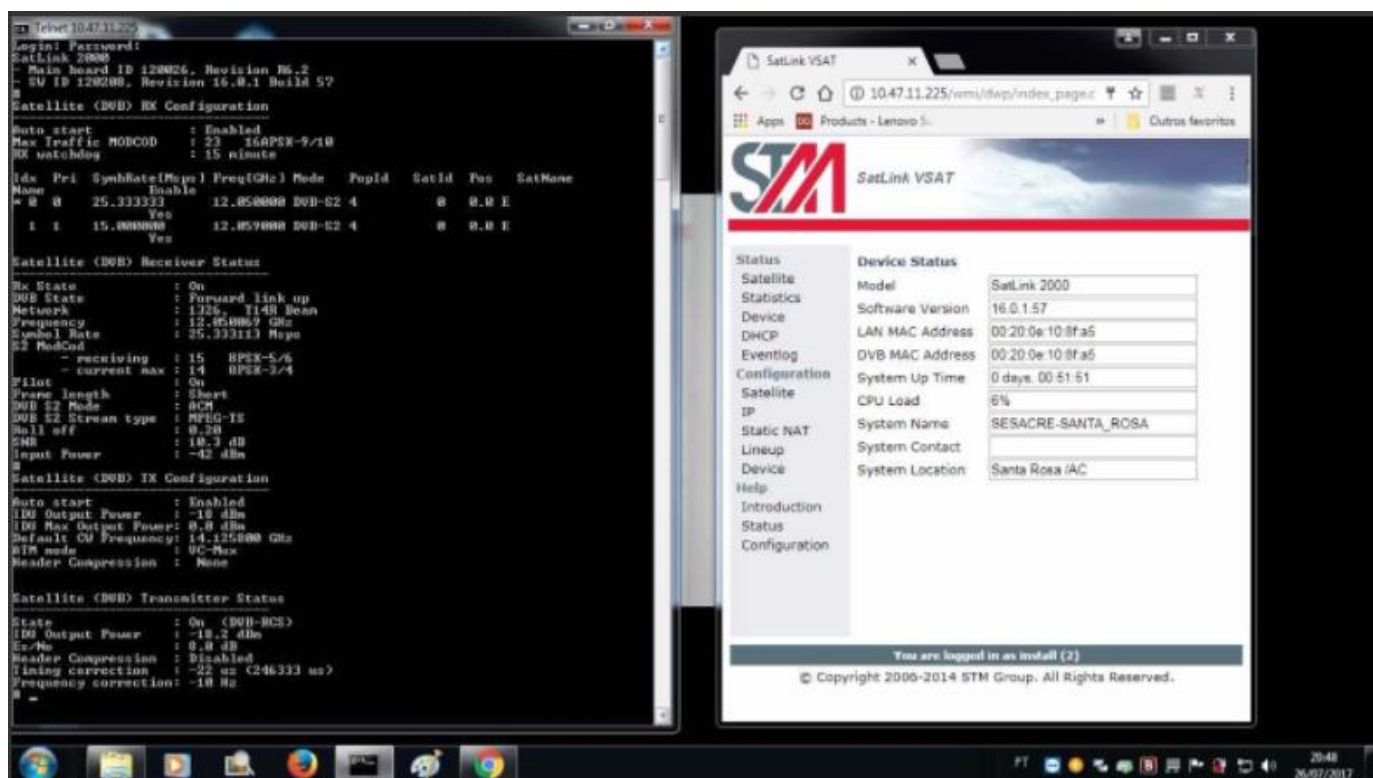 Telnet 10.47.11.225
Login: Password:
SatLink 2000
- Main board ID 120026, Revision R6.2
- SW ID 120208, Revision 16.0.1 Build 57
#
Satellite (DVB) RX Configuration
Auto start : Enabled
Max Traffic MODCOD : 23 16APSK-9/10
RX watchdog : 15 minute
Idx Pri SymbRate[Msps] Freq[GHz] Mode PopId SatId Pos SatName
Name Enable
* 0 0 25.333333 12.050000 DVB-S2 4 0 0.0 E
Yes
1 1 15.000000 12.059000 DVB-S2 4 0 0.0 E
Yes
Satellite (DVB) Receiver Status
Rx State : On
DVB State : Forward link up
Network : 1326, T14R Beam
Frequency : 12.050069 GHz
Symbol Rate : 25.333113 Msps
S2 ModCod
- receiving : 15 8PSK-5/6
- current max : 14 8PSK-3/4
Pilot : On
Frame length : Short
DVB S2 Mode : ACM
DVB S2 Stream type : MPEG-TS
Roll off : 0.20
SNR : 10.3 dB
Input Power : -42 dBm
#
Satellite (DVB) TX Configuration
Auto start : Enabled
IDU Output Power : -18 dBm
IDU Max Output Power: 0.0 dBm
Default CW Frequency: 14.125800 GHz
ATM mode : VC-Mux
Header Compression : None
Satellite (DVB) Transmitter Status
State : On (DVB-RCS)
IDU Output Power : -18.2 dBm
Es/No : 8.0 dB
Header Compression : Disabled
Timing correction : -22 us (246333 us)
Frequency correction: -10 Hz
# _
SatLink VSAT
10.47.11.225/wmi/dwp/index_page.c
Apps Products - Lenovo S. » Outros favoritos
STM SatLink VSAT
Status
Satellite
Statistics
Device
DHCP
Eventlog
Configuration
Satellite
IP
Static NAT
Lineup
Device
Help
Introduction
Status
Configuration
Device Status
Model SatLink 2000
Software Version 16.0.1.57
LAN MAC Address 00:20:0e:10:8f:a5
DVB MAC Address 00:20:0e:10:8f:a5
System Up Time 0 days, 00:51:51
CPU Load 6%
System Name SESACRE-SANTA_ROSA
System Contact
System Location Santa Rosa /AC
You are logged in as install (2)
© Copyright 2006-2014 STM Group. All Rights Reserved.
PT
20:48
26/07/2017